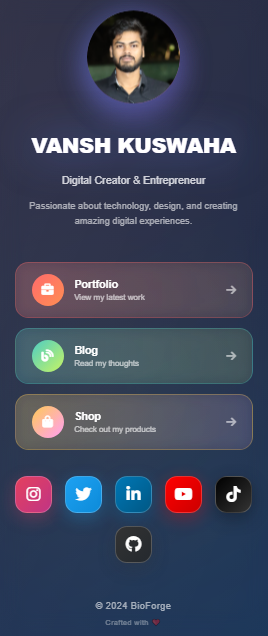 VANSH KUSWAHA
Digital Creator & Entrepreneur
Passionate about technology, design, and creating
amazing digital experiences.
Portfolio
View my latest work
Blog
Read my thoughts
Shop
Check out my products
© 2024 BioForge
Crafted with ❤️